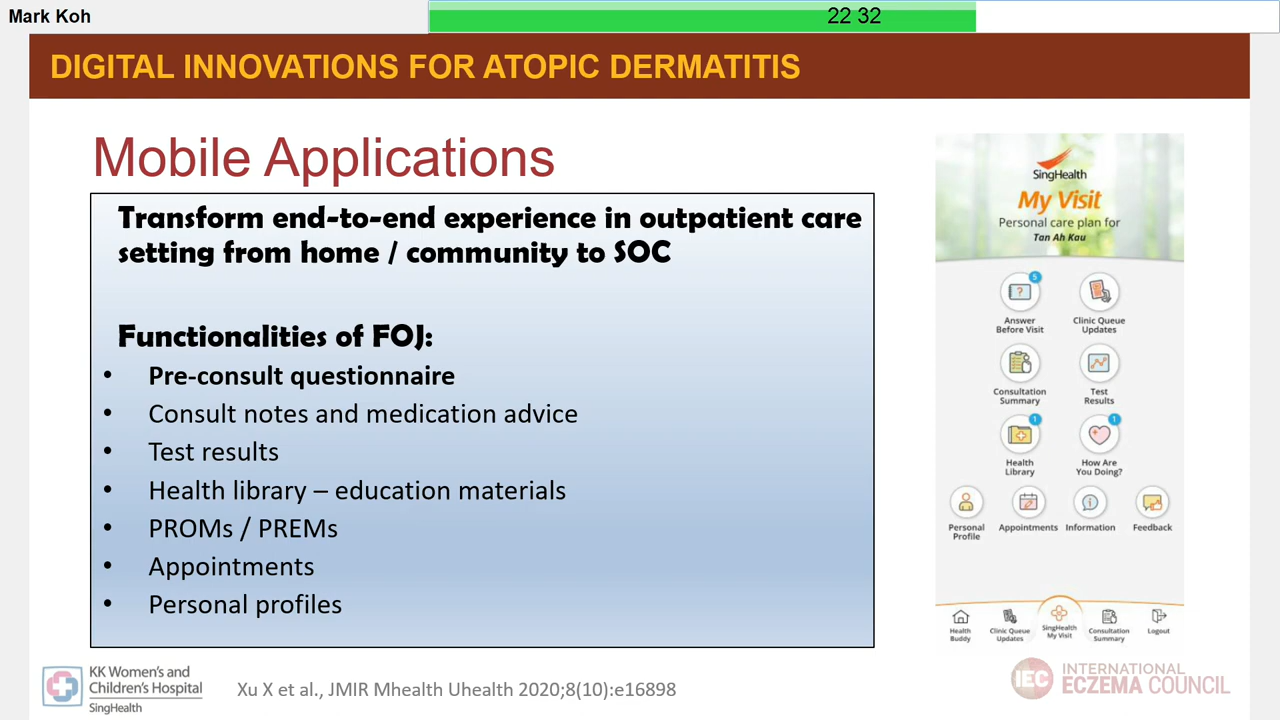 Mark Koh
22 32
DIGITAL INNOVATIONS FOR ATOPIC DERMATITIS
Mobile Applications
Transform end-to-end experience in outpatient care
setting from home / community to SOC
Functionalities of FOJ:
• Pre-consult questionnaire
• Consult notes and medication advice
• Test results
• Health library – education materials
• PROMs / PREMs
• Appointments
• Personal profiles
SingHealth
My Visit
Personal care plan for
Tan Ah Kau
5
?
Answer
Before Visit
Clinic Queue
Updates
Consultation
Summary
Test
Results
1
Health
Library
1
How Are
You Doing?
Personal
Profile
Appointments
Information
Feedback
Health
Buddy
Clinic Queue
Updates
SingHealth
My Visit
Consultation
Summary
Logout
KK Women's and
Children's Hospital
SingHealth
Xu X et al., JMIR Mhealth Uhealth 2020;8(10):e16898
IEC
INTERNATIONAL
ECZEMA COUNCIL